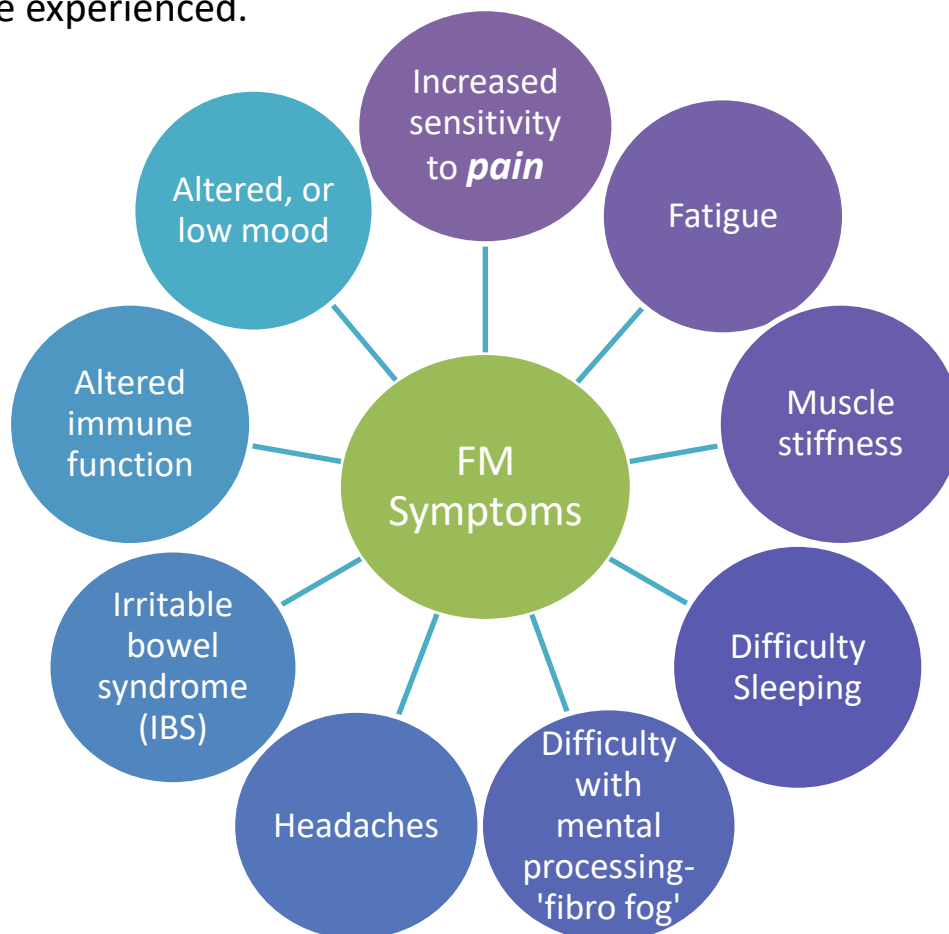 e experienced.
Increased
sensitivity
to pain
Fatigue
Muscle
stiffness
Difficulty
Sleeping
Difficulty
with
mental
processing-
'fibro fog'
Headaches
Irritable
bowel
syndrome
(IBS)
Altered
immune
function
Altered, or
low mood
FM
Symptoms